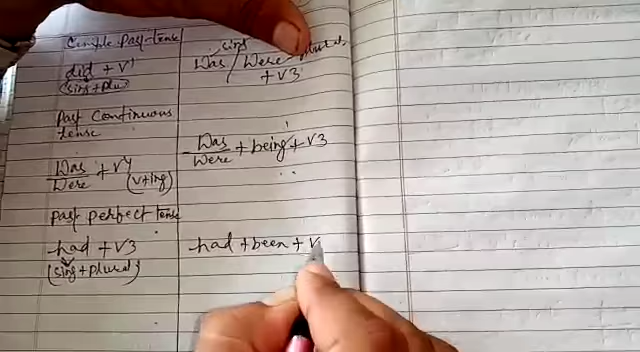 Simple Past tense
did + V¹
(sing + plu)
sing
Was / Were - plural.
+ V3
Past Continuous
tense
Was
Were + V4
(V+ing)
Was
Were + being + V3
Past perfect tense
had + V3
(sing + plural)
had + been + V